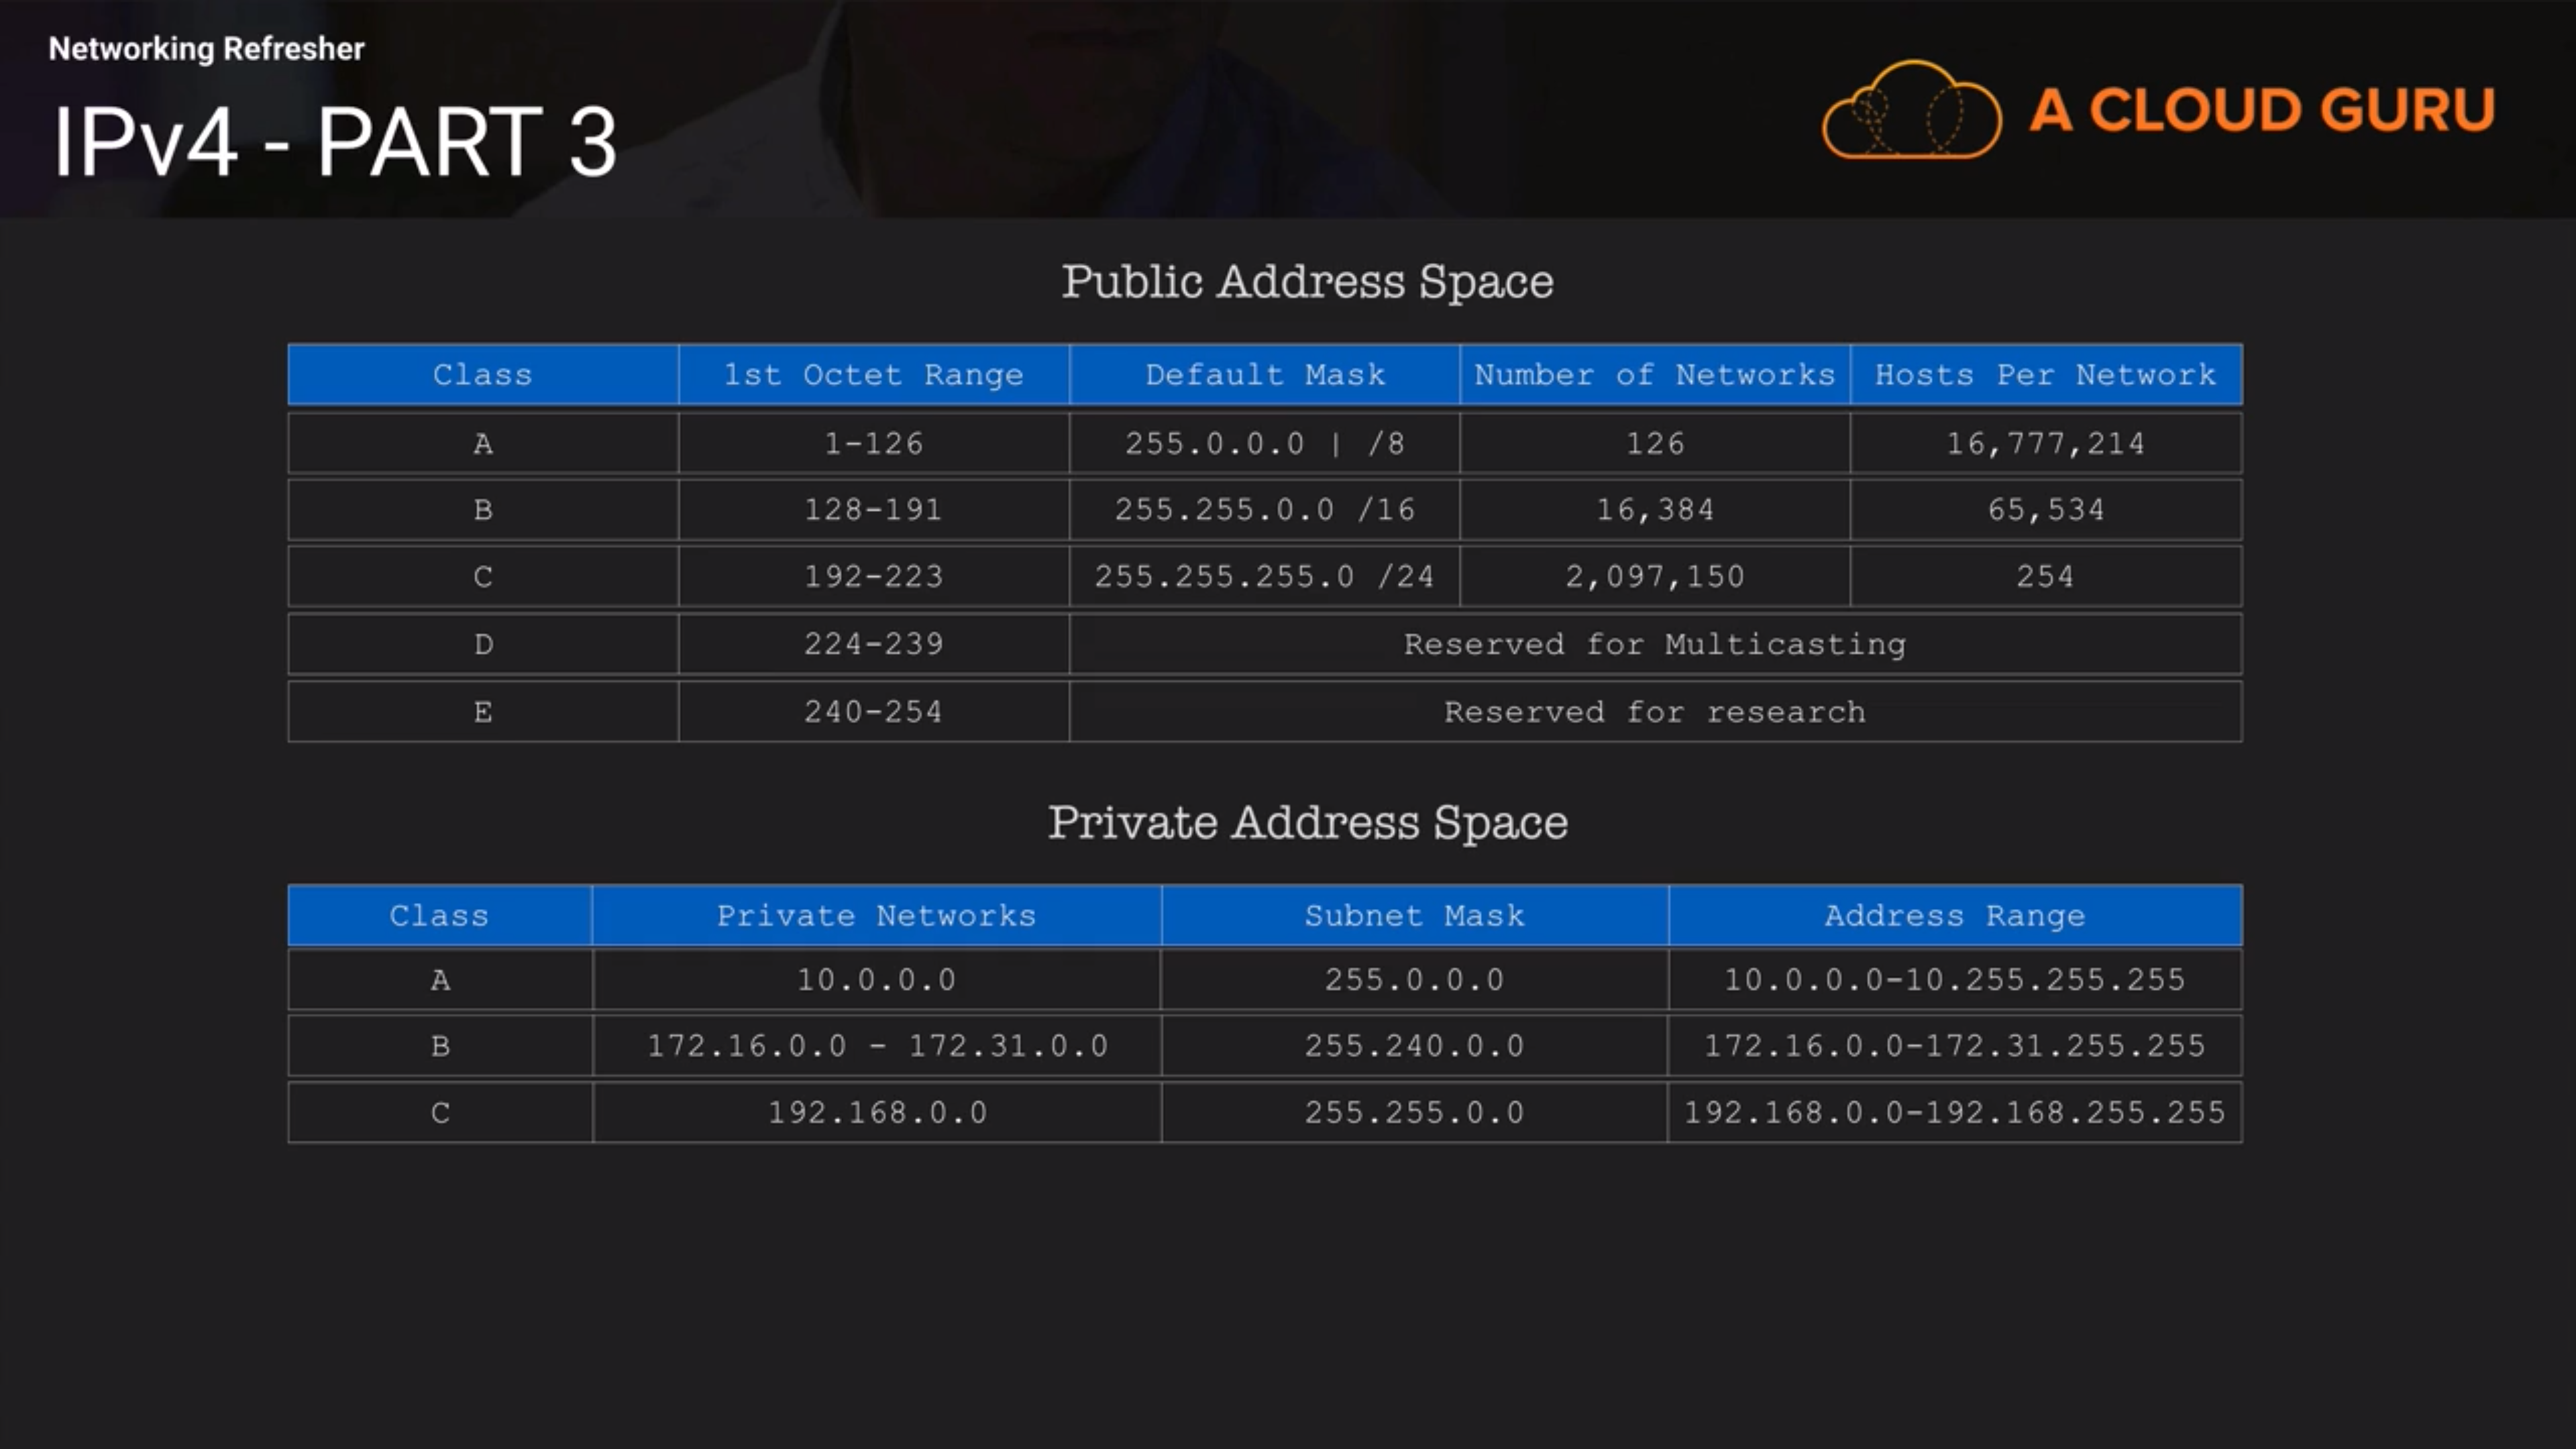 Networking Refresher
IPv4 - PART 3
A CLOUD GURU
Public Address Space
Class 1st Octet Range Default Mask Number of Networks Hosts Per Network
A 1-126 255.0.0.0 | /8 126 16,777,214
B 128-191 255.255.0.0 /16 16,384 65,534
C 192-223 255.255.255.0 /24 2,097,150 254
D 224-239 Reserved for Multicasting
E 240-254 Reserved for research
Private Address Space
Class Private Networks Subnet Mask Address Range
A 10.0.0.0 255.0.0.0 10.0.0.0-10.255.255.255
B 172.16.0.0 - 172.31.0.0 255.240.0.0 172.16.0.0-172.31.255.255
C 192.168.0.0 255.255.0.0 192.168.0.0-192.168.255.255